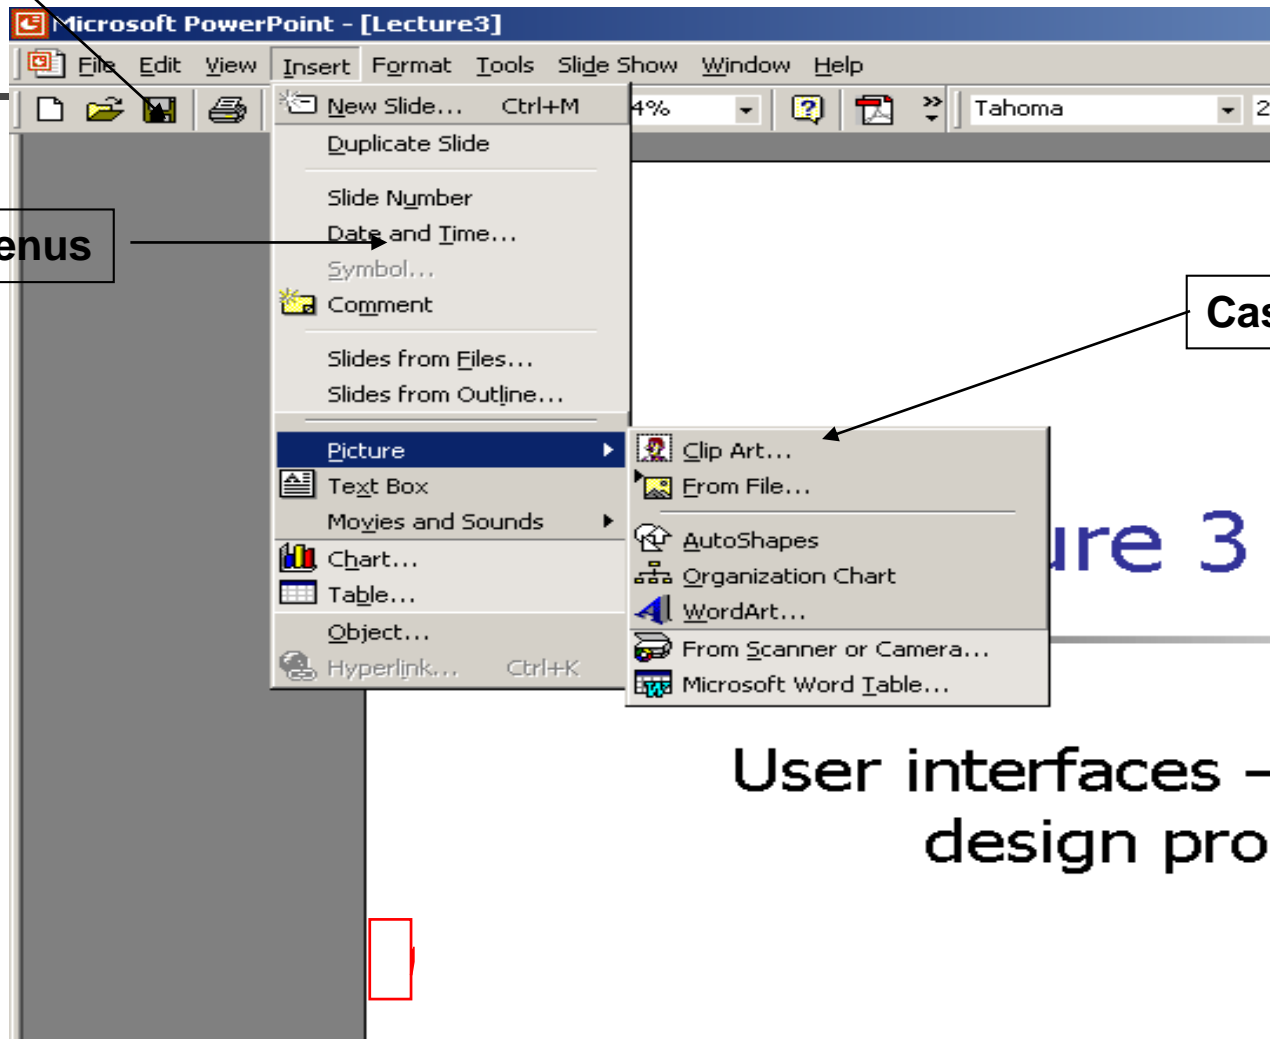 Microsoft PowerPoint - [Lecture3]
File Edit View Insert Format Tools Slide Show Window Help
New Slide... Ctrl+M
4%
Tahoma
2
Duplicate Slide
Slide Number
Date and Time...
enus
Symbol...
Comment
Cas
Slides from Files...
Slides from Outline...
Picture
Clip Art...
Text Box
From File...
Movies and Sounds
AutoShapes
ure 3
Chart...
Organization Chart
Table...
WordArt...
Object...
From Scanner or Camera...
Hyperlink... Ctrl+K
Microsoft Word Table...
User interfaces –
design pro